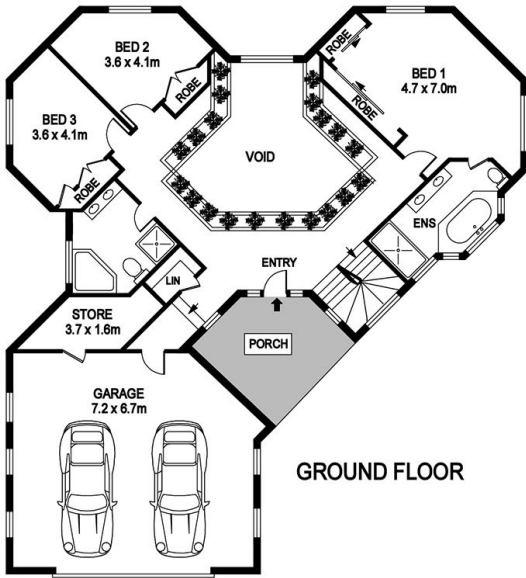 BED 2
3.6 x 4.1m
ROBE
BED 3
3.6 x 4.1m
ROBE
ROBE
ROBE
BED 1
4.7 x 7.0m
VOID
ENS
LIN
ENTRY
STORE
3.7 x 1.6m
PORCH
GARAGE
7.2 x 6.7m
GROUND FLOOR